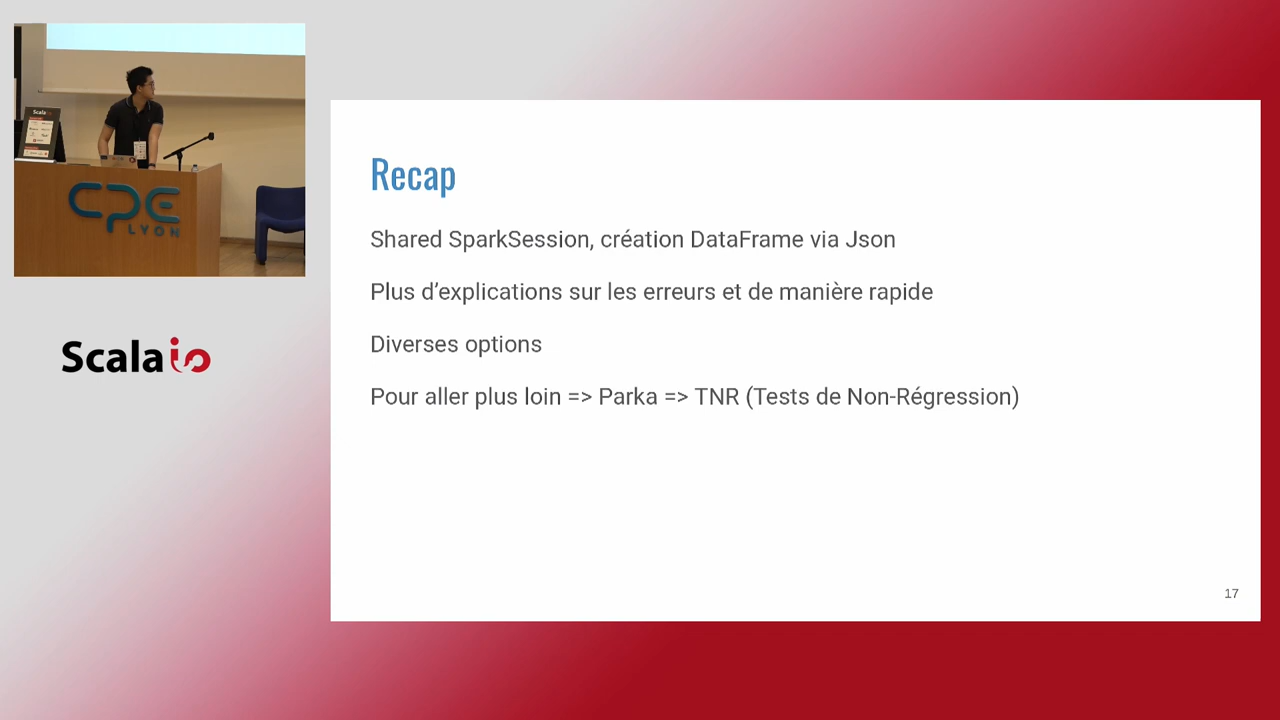 Scala
CPE
LYON
Scala io
Recap
Shared SparkSession, création DataFrame via Json
Plus d’explications sur les erreurs et de manière rapide
Diverses options
Pour aller plus loin => Parka => TNR (Tests de Non-Régression)
17